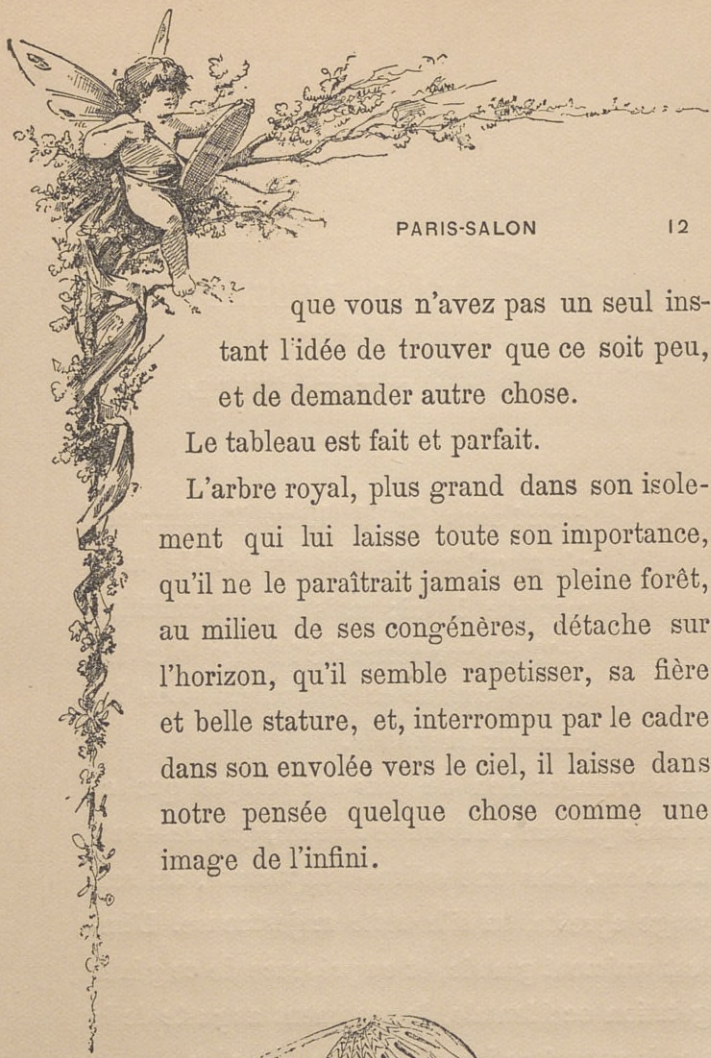 PARIS-SALON 12
que vous n'avez pas un seul ins-
tant l'idée de trouver que ce soit peu,
et de demander autre chose.
Le tableau est fait et parfait.
L'arbre royal, plus grand dans son isole-
ment qui lui laisse toute son importance,
qu'il ne le paraîtrait jamais en pleine forêt,
au milieu de ses congénères, détache sur
l'horizon, qu'il semble rapetisser, sa fière
et belle stature, et, interrompu par le cadre
dans son envolée vers le ciel, il laisse dans
notre pensée quelque chose comme une
image de l'infini.